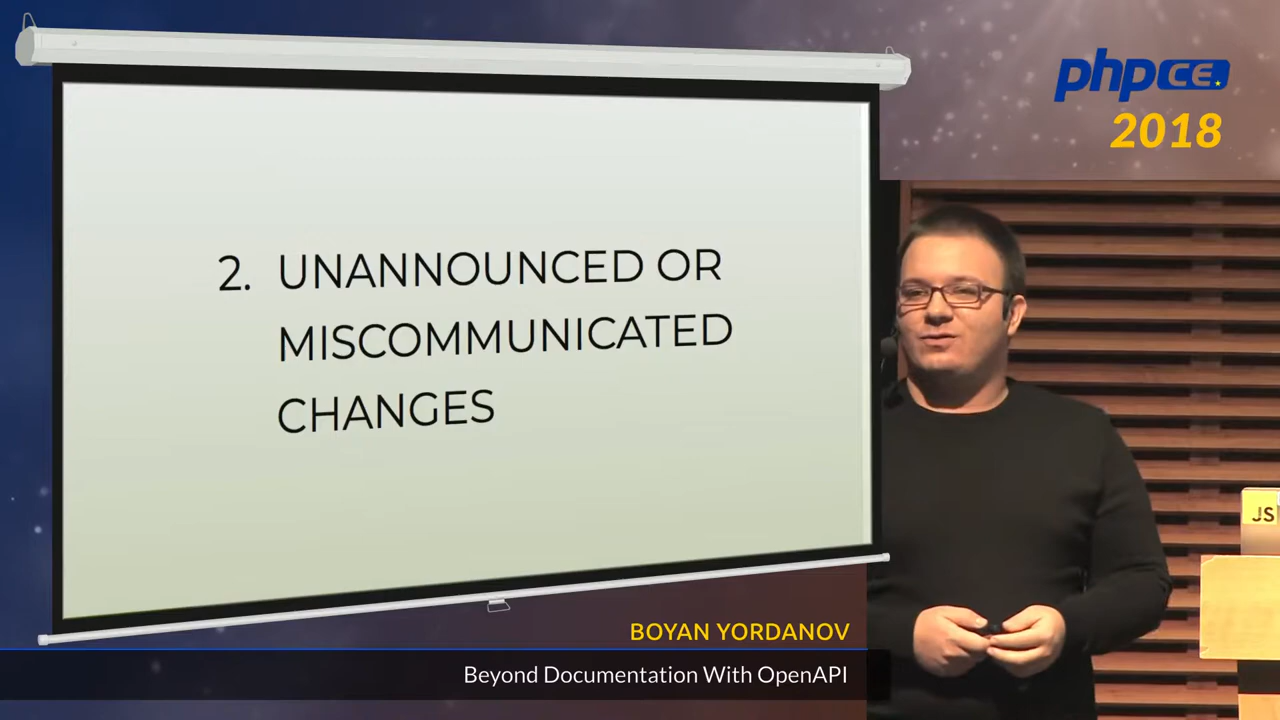 2. UNANNOUNCED OR
MISCOMMUNICATED
CHANGES
phpCE.
2018
JS
BOYAN YORDANOV
Beyond Documentation With OpenAPI